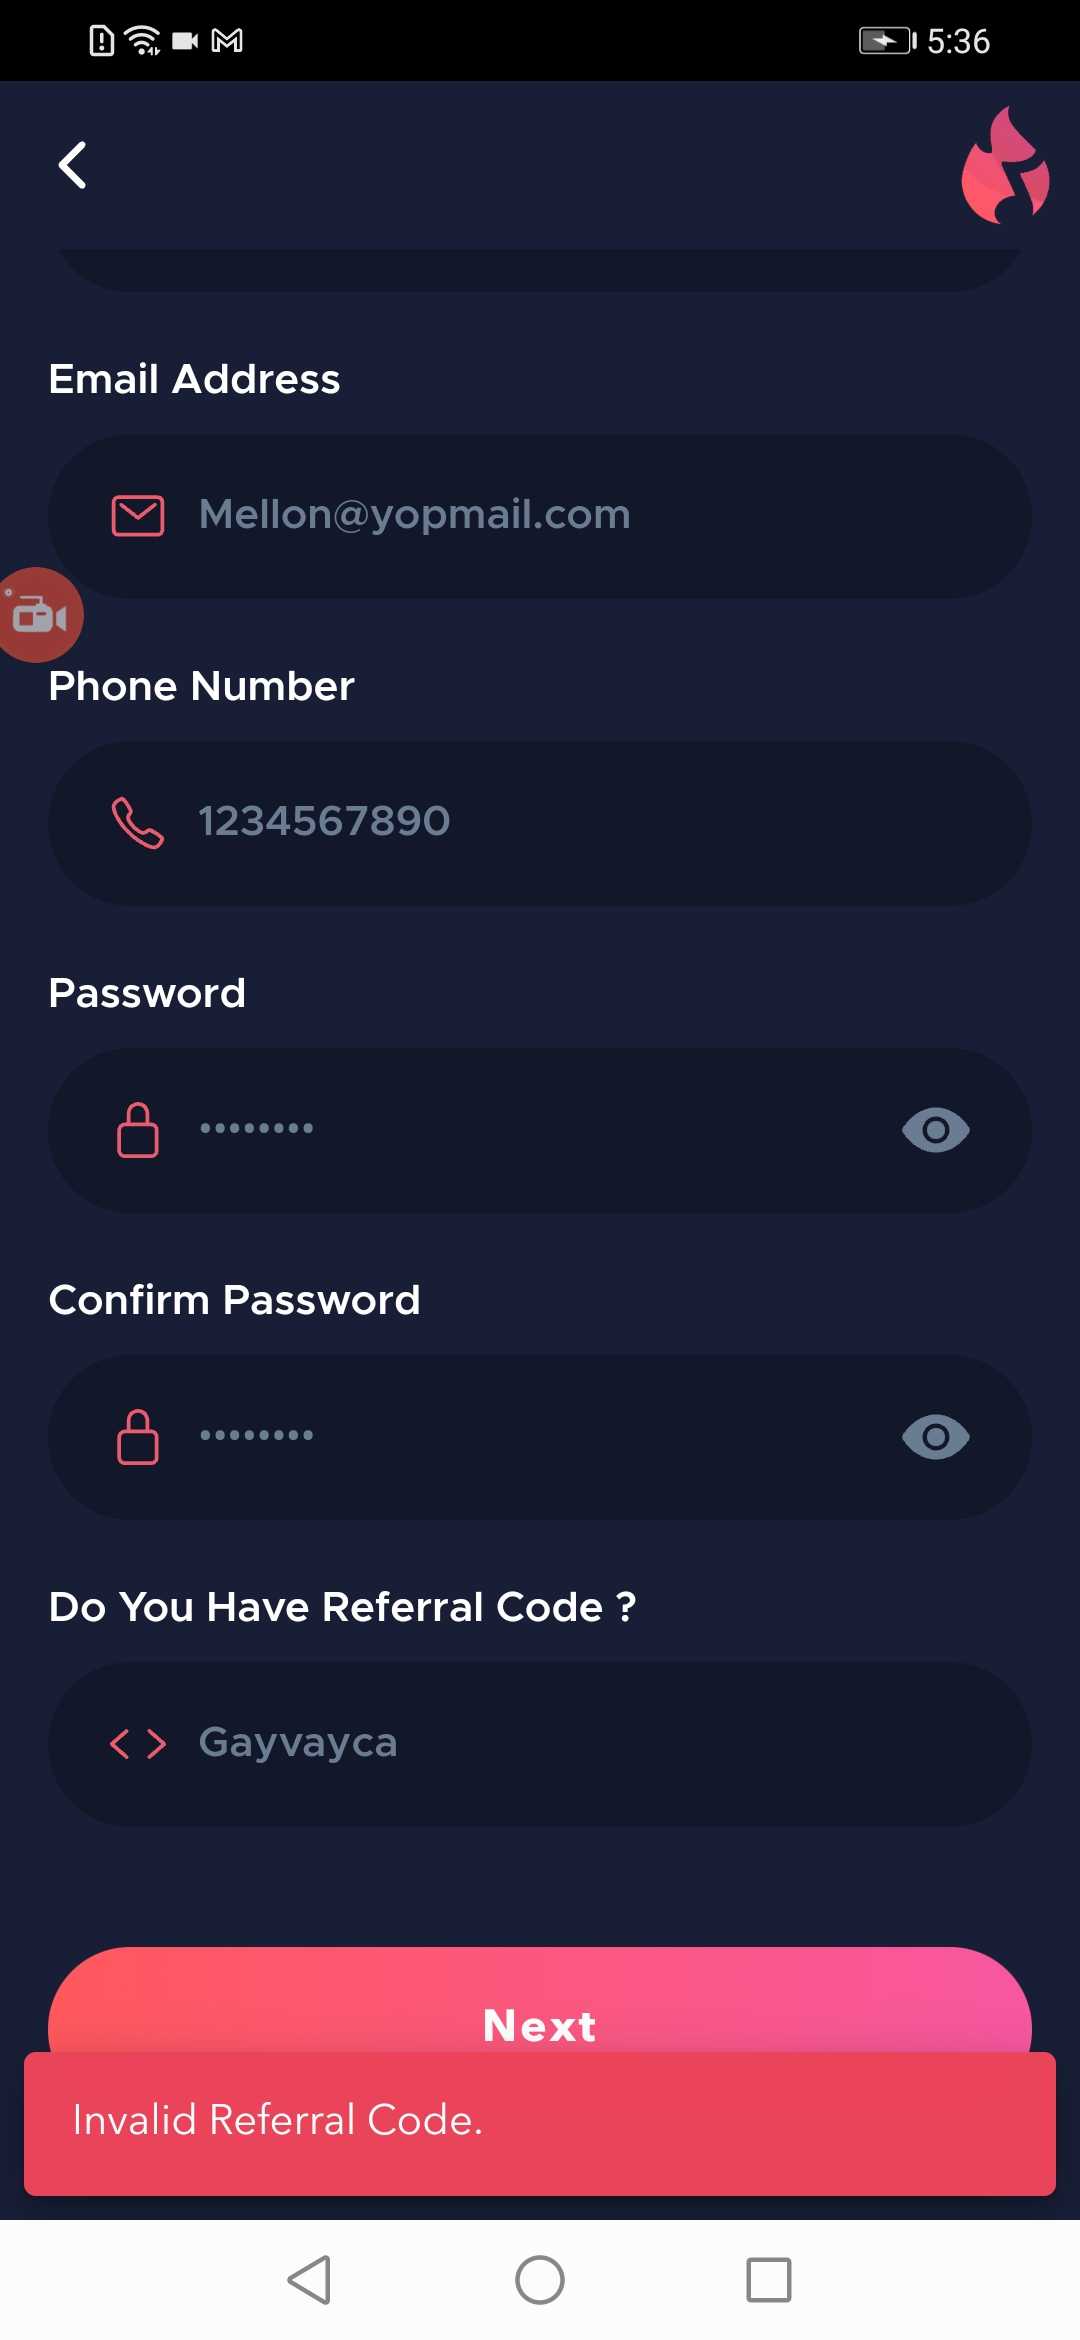 5:36
Email Address
Mellon@yopmail.com
Phone Number
1234567890
Password
••••••••
Confirm Password
••••••••
Do You Have Referral Code ?
Gayvayca
Next
Invalid Referral Code.